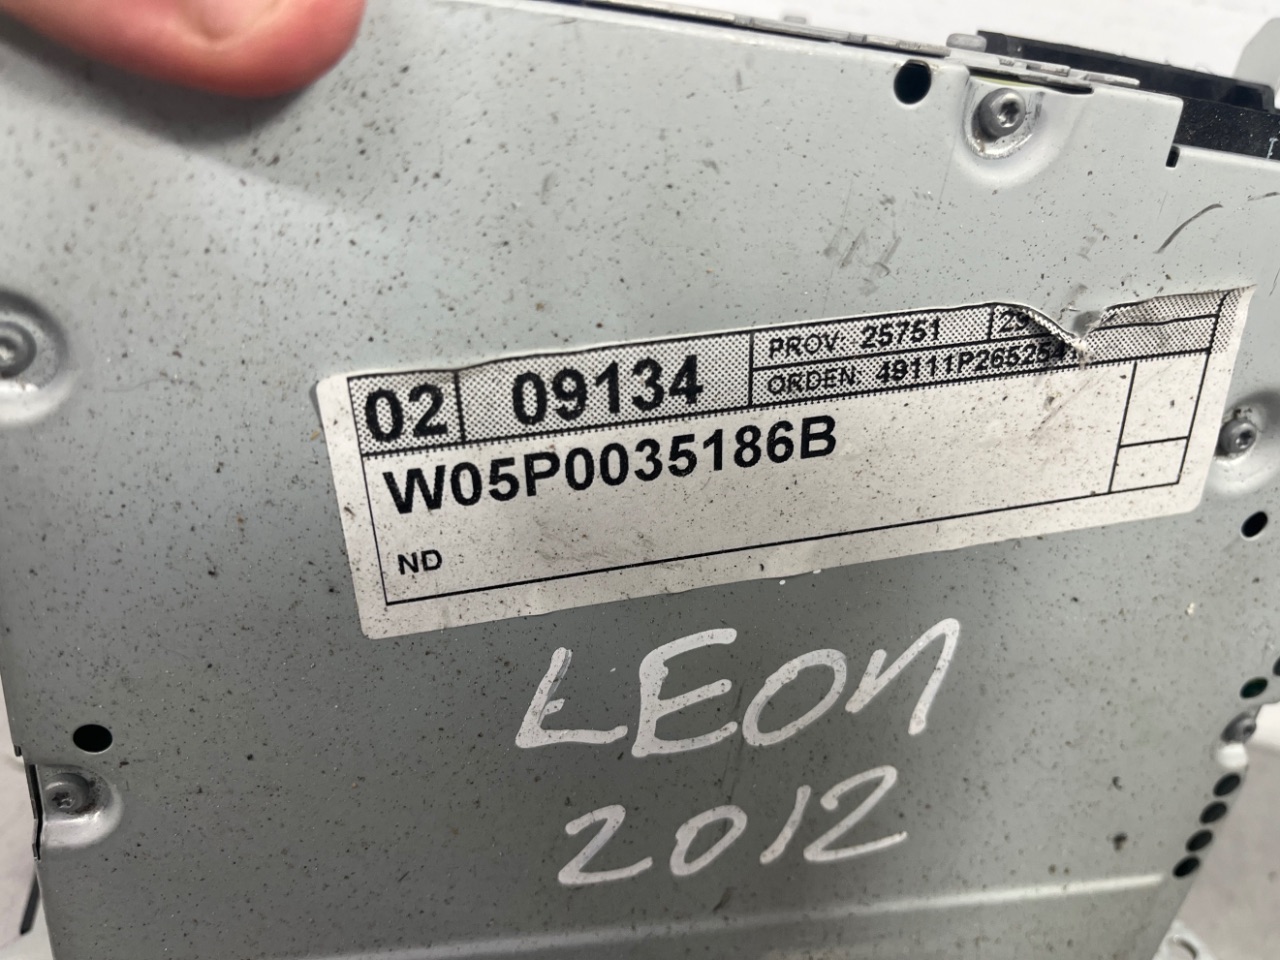 02 09134 PROV: 25751
ORDEN:
W05P0035186B
ND
LEON
2012